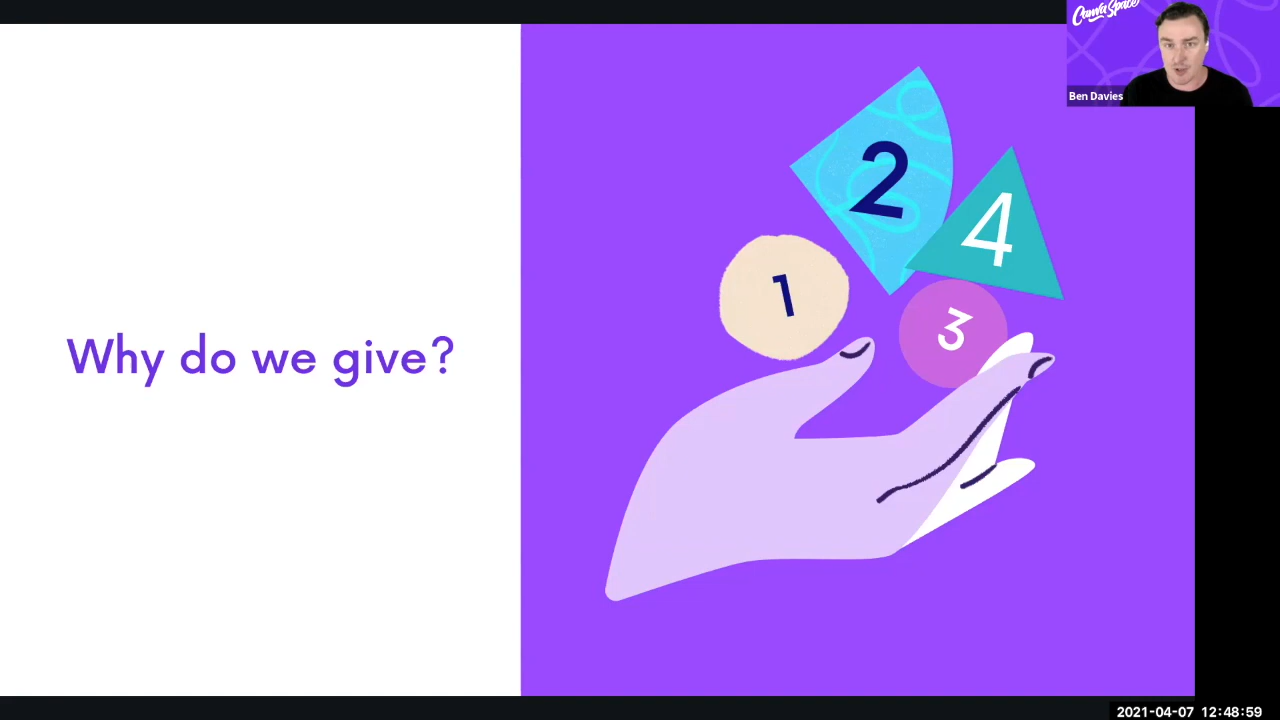 Canva Space
Ben Davies
Why do we give?
1
2
4
3
2021-04-07 12:48:59